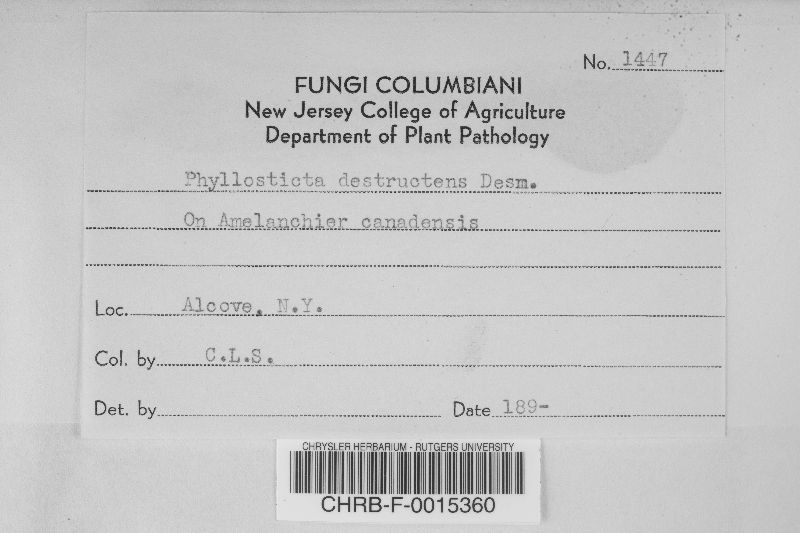 No. 1447
FUNGI COLUMBIANI
New Jersey College of Agriculture
Department of Plant Pathology
Phyllosticta destructens Desm.
On Amelanchier canadensis
Loc. Alcove, N.Y.
Col. by C.L.S.
Det. by Date 189-
CHRYSLER HERBARIUM - RUTGERS UNIVERSITY
CHRB-F-0015360